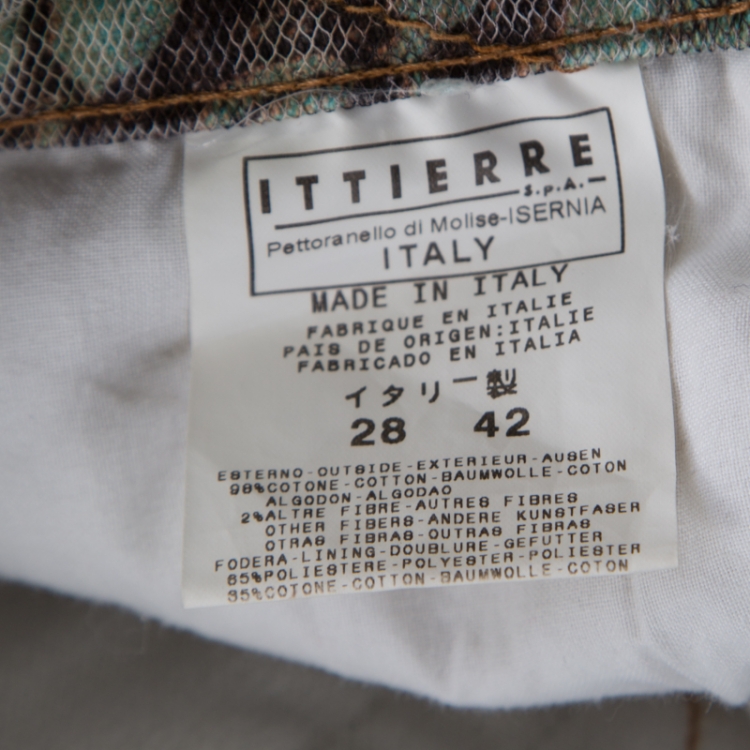 ITTIERRE
S.p.A.
Pettoranello di Molise-ISERNIA
ITALY
MADE IN ITALY
FABRIQUE EN ITALIE
PAIS DE ORIGEN:ITALIE
FABRICADO EN ITALIA
イタリー製
28 42
ESTERNO-OUTSIDE-EXTERIEUR-AUSEN
98%COTONE-COTTON-BAUMWOLLE-COTON
ALGODON-ALGODAO
2%ALTRE FIBRE-AUTRES FIBRES
OTHER FIBERS-ANDERE KUNSTFASER
OTRAS FIBRAS-OUTRAS FIBRAS
FODERA-LINING-DOUBLURE-GEFUTTER
65%POLIESTERE-POLYESTER-POLIESTER
35%COTONE-COTTON-BAUMWOLLE-COTON